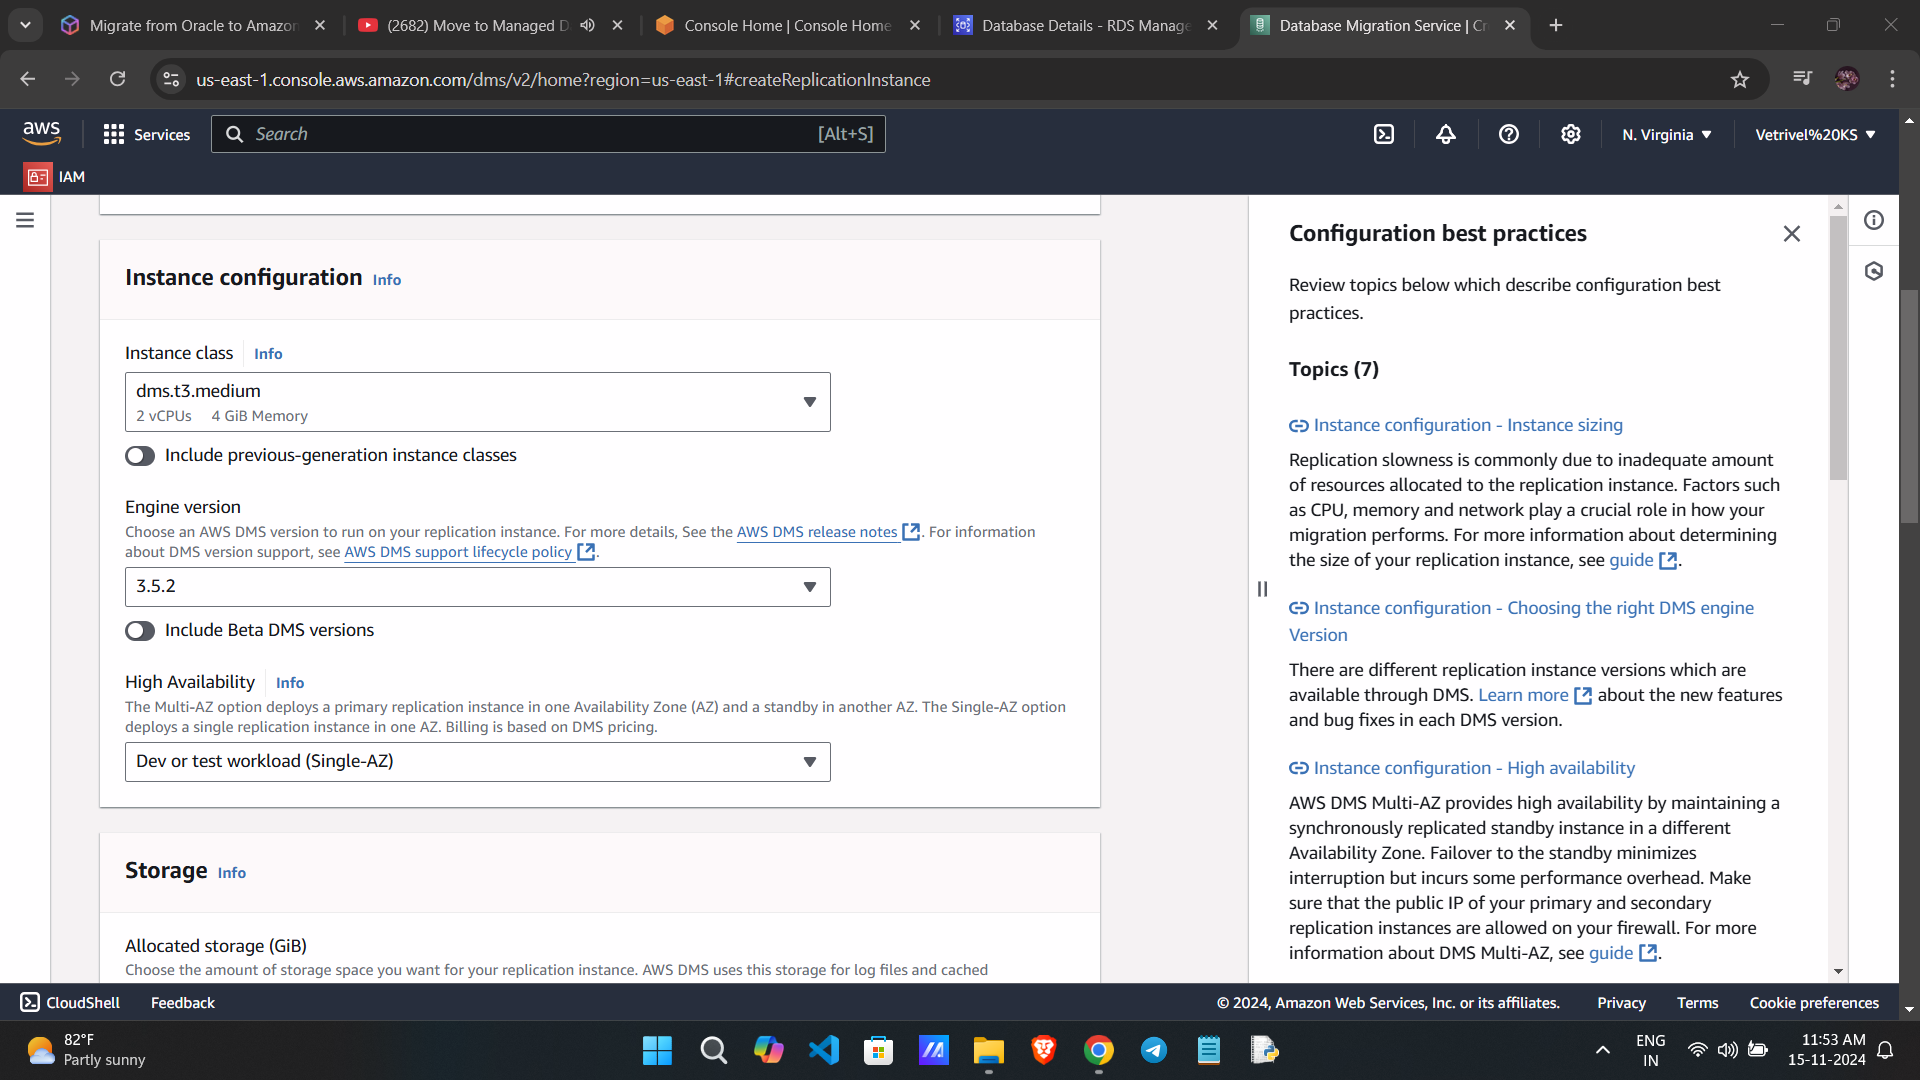 Migrate from Oracle to Amazon
(2682) Move to Managed D
Console Home | Console Home
Database Details - RDS Manage
Database Migration Service | Cr
us-east-1.console.aws.amazon.com/dms/v2/home?region=us-east-1#createReplicationInstance
aws
Services
Search
[Alt+S]
N. Virginia
Vetrivel%20KS
IAM
Instance configuration Info
Instance class Info
dms.t3.medium
2 vCPUs 4 GiB Memory
Include previous-generation instance classes
Engine version
Choose an AWS DMS version to run on your replication instance. For more details, See the AWS DMS release notes. For information
about DMS version support, see AWS DMS support lifecycle policy.
3.5.2
Include Beta DMS versions
High Availability Info
The Multi-AZ option deploys a primary replication instance in one Availability Zone (AZ) and a standby in another AZ. The Single-AZ option
deploys a single replication instance in one AZ. Billing is based on DMS pricing.
Dev or test workload (Single-AZ)
Storage Info
Allocated storage (GiB)
Choose the amount of storage space you want for your replication instance. AWS DMS uses this storage for log files and cached
Configuration best practices
Review topics below which describe configuration best
practices.
Topics (7)
Instance configuration - Instance sizing
Replication slowness is commonly due to inadequate amount
of resources allocated to the replication instance. Factors such
as CPU, memory and network play a crucial role in how your
migration performs. For more information about determining
the size of your replication instance, see guide.
Instance configuration - Choosing the right DMS engine
Version
There are different replication instance versions which are
available through DMS. Learn more about the new features
and bug fixes in each DMS version.
Instance configuration - High availability
AWS DMS Multi-AZ provides high availability by maintaining a
synchronously replicated standby instance in a different
Availability Zone. Failover to the standby minimizes
interruption but incurs some performance overhead. Make
sure that the public IP of your primary and secondary
replication instances are allowed on your firewall. For more
information about DMS Multi-AZ, see guide.
CloudShell
Feedback
© 2024, Amazon Web Services, Inc. or its affiliates.
Privacy
Terms
Cookie preferences
82°F
Partly sunny
ENG
IN
11:53 AM
15-11-2024